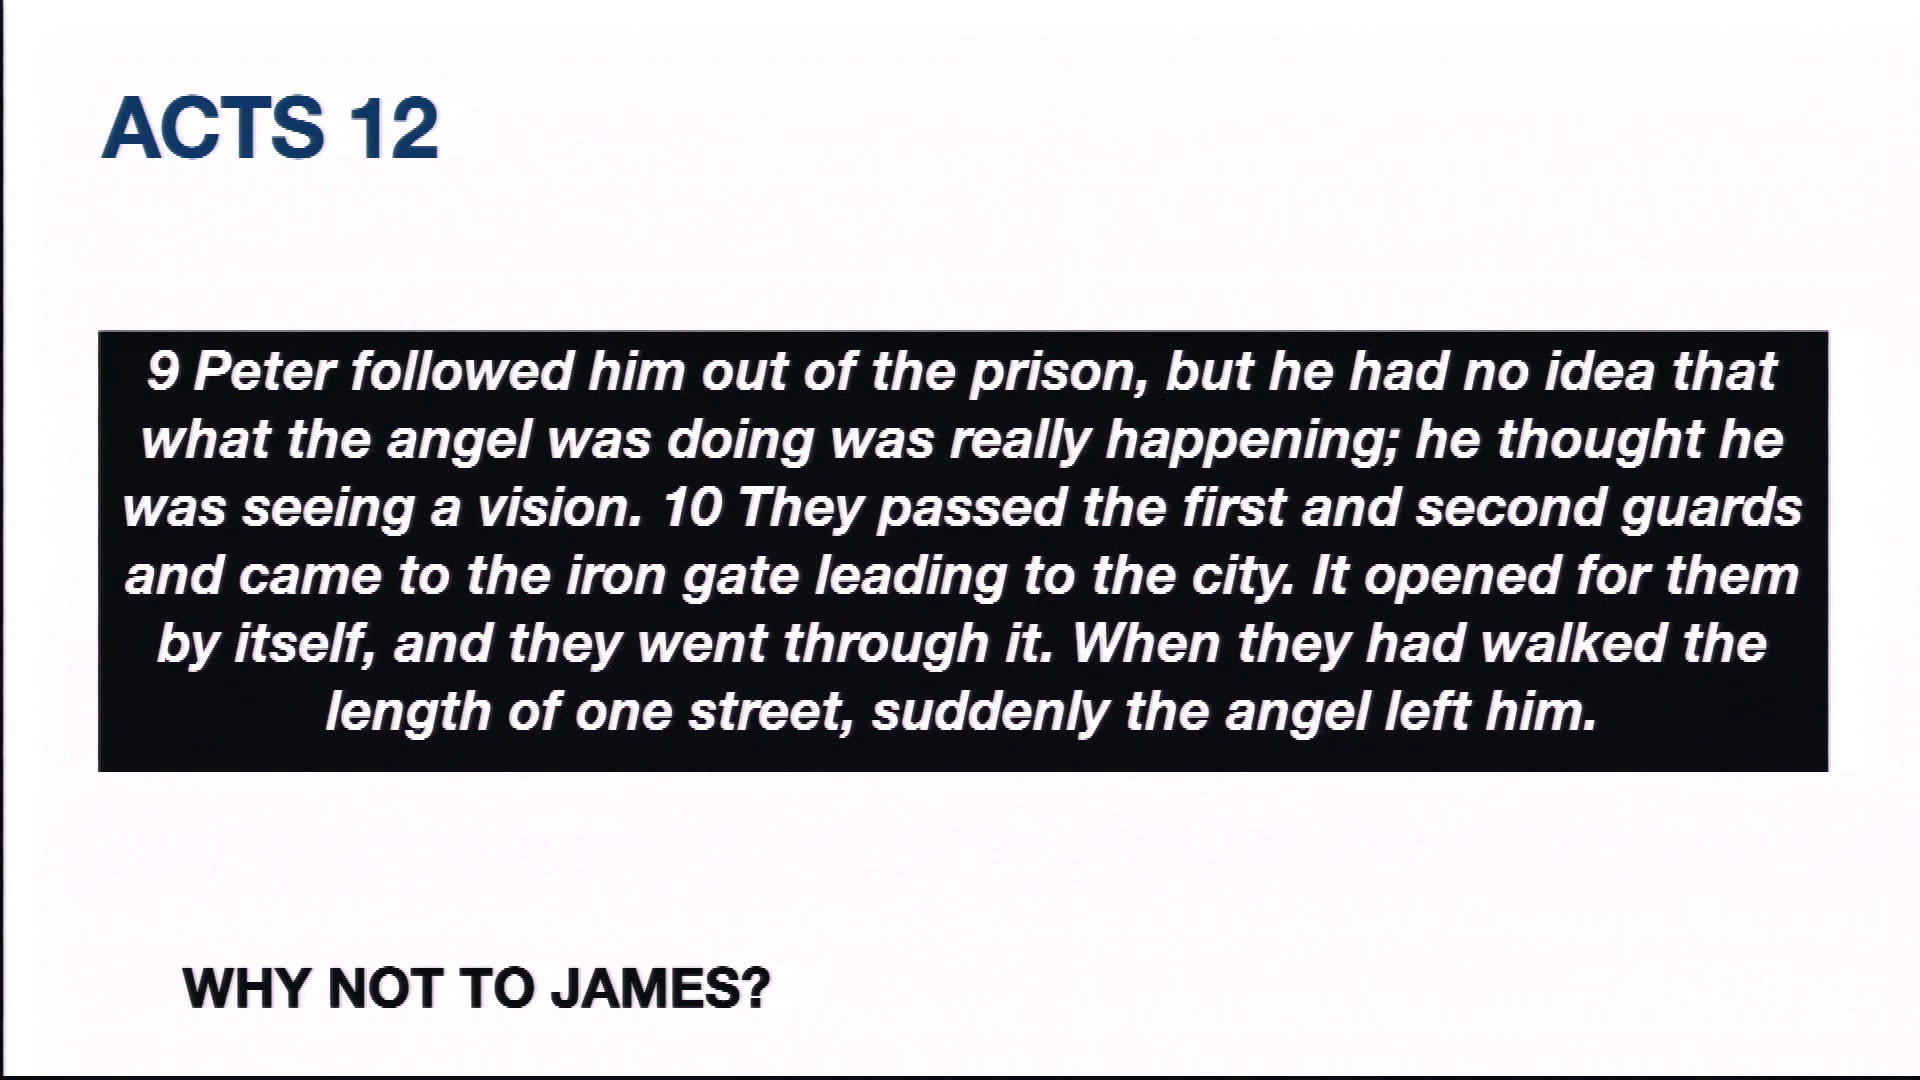 ACTS 12
9 Peter followed him out of the prison, but he had no idea that
what the angel was doing was really happening; he thought he
was seeing a vision. 10 They passed the first and second guards
and came to the iron gate leading to the city. It opened for them
by itself, and they went through it. When they had walked the
length of one street, suddenly the angel left him.
WHY NOT TO JAMES?